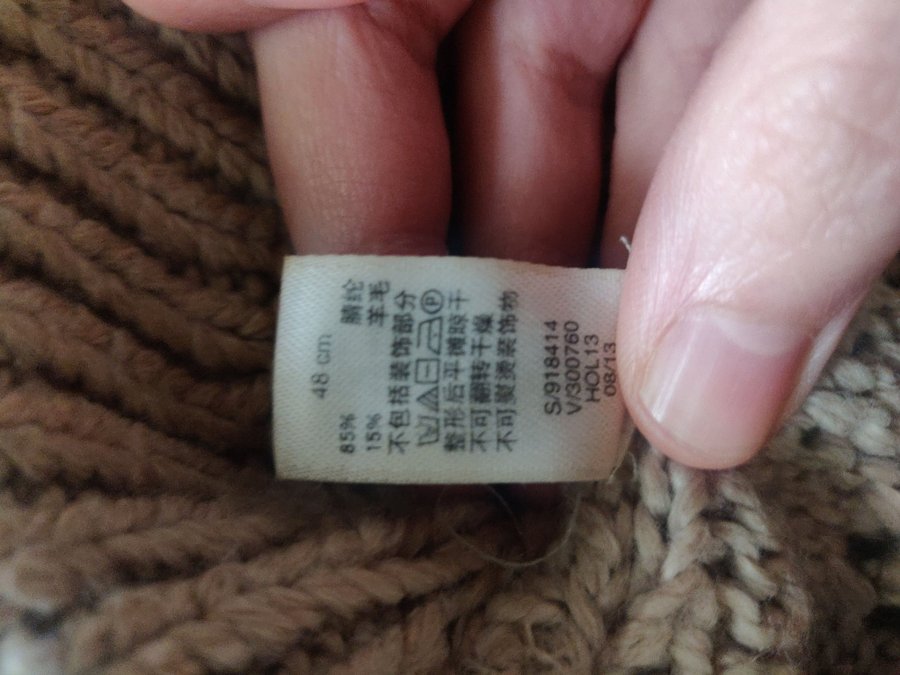 48 cm
85% 腈纶
15% 羊毛
不包括装饰部分
P
整形后平摊晾干
不可翻转干燥
不可熨烫装饰物
S/918414
V/300760
HOL13
08/13